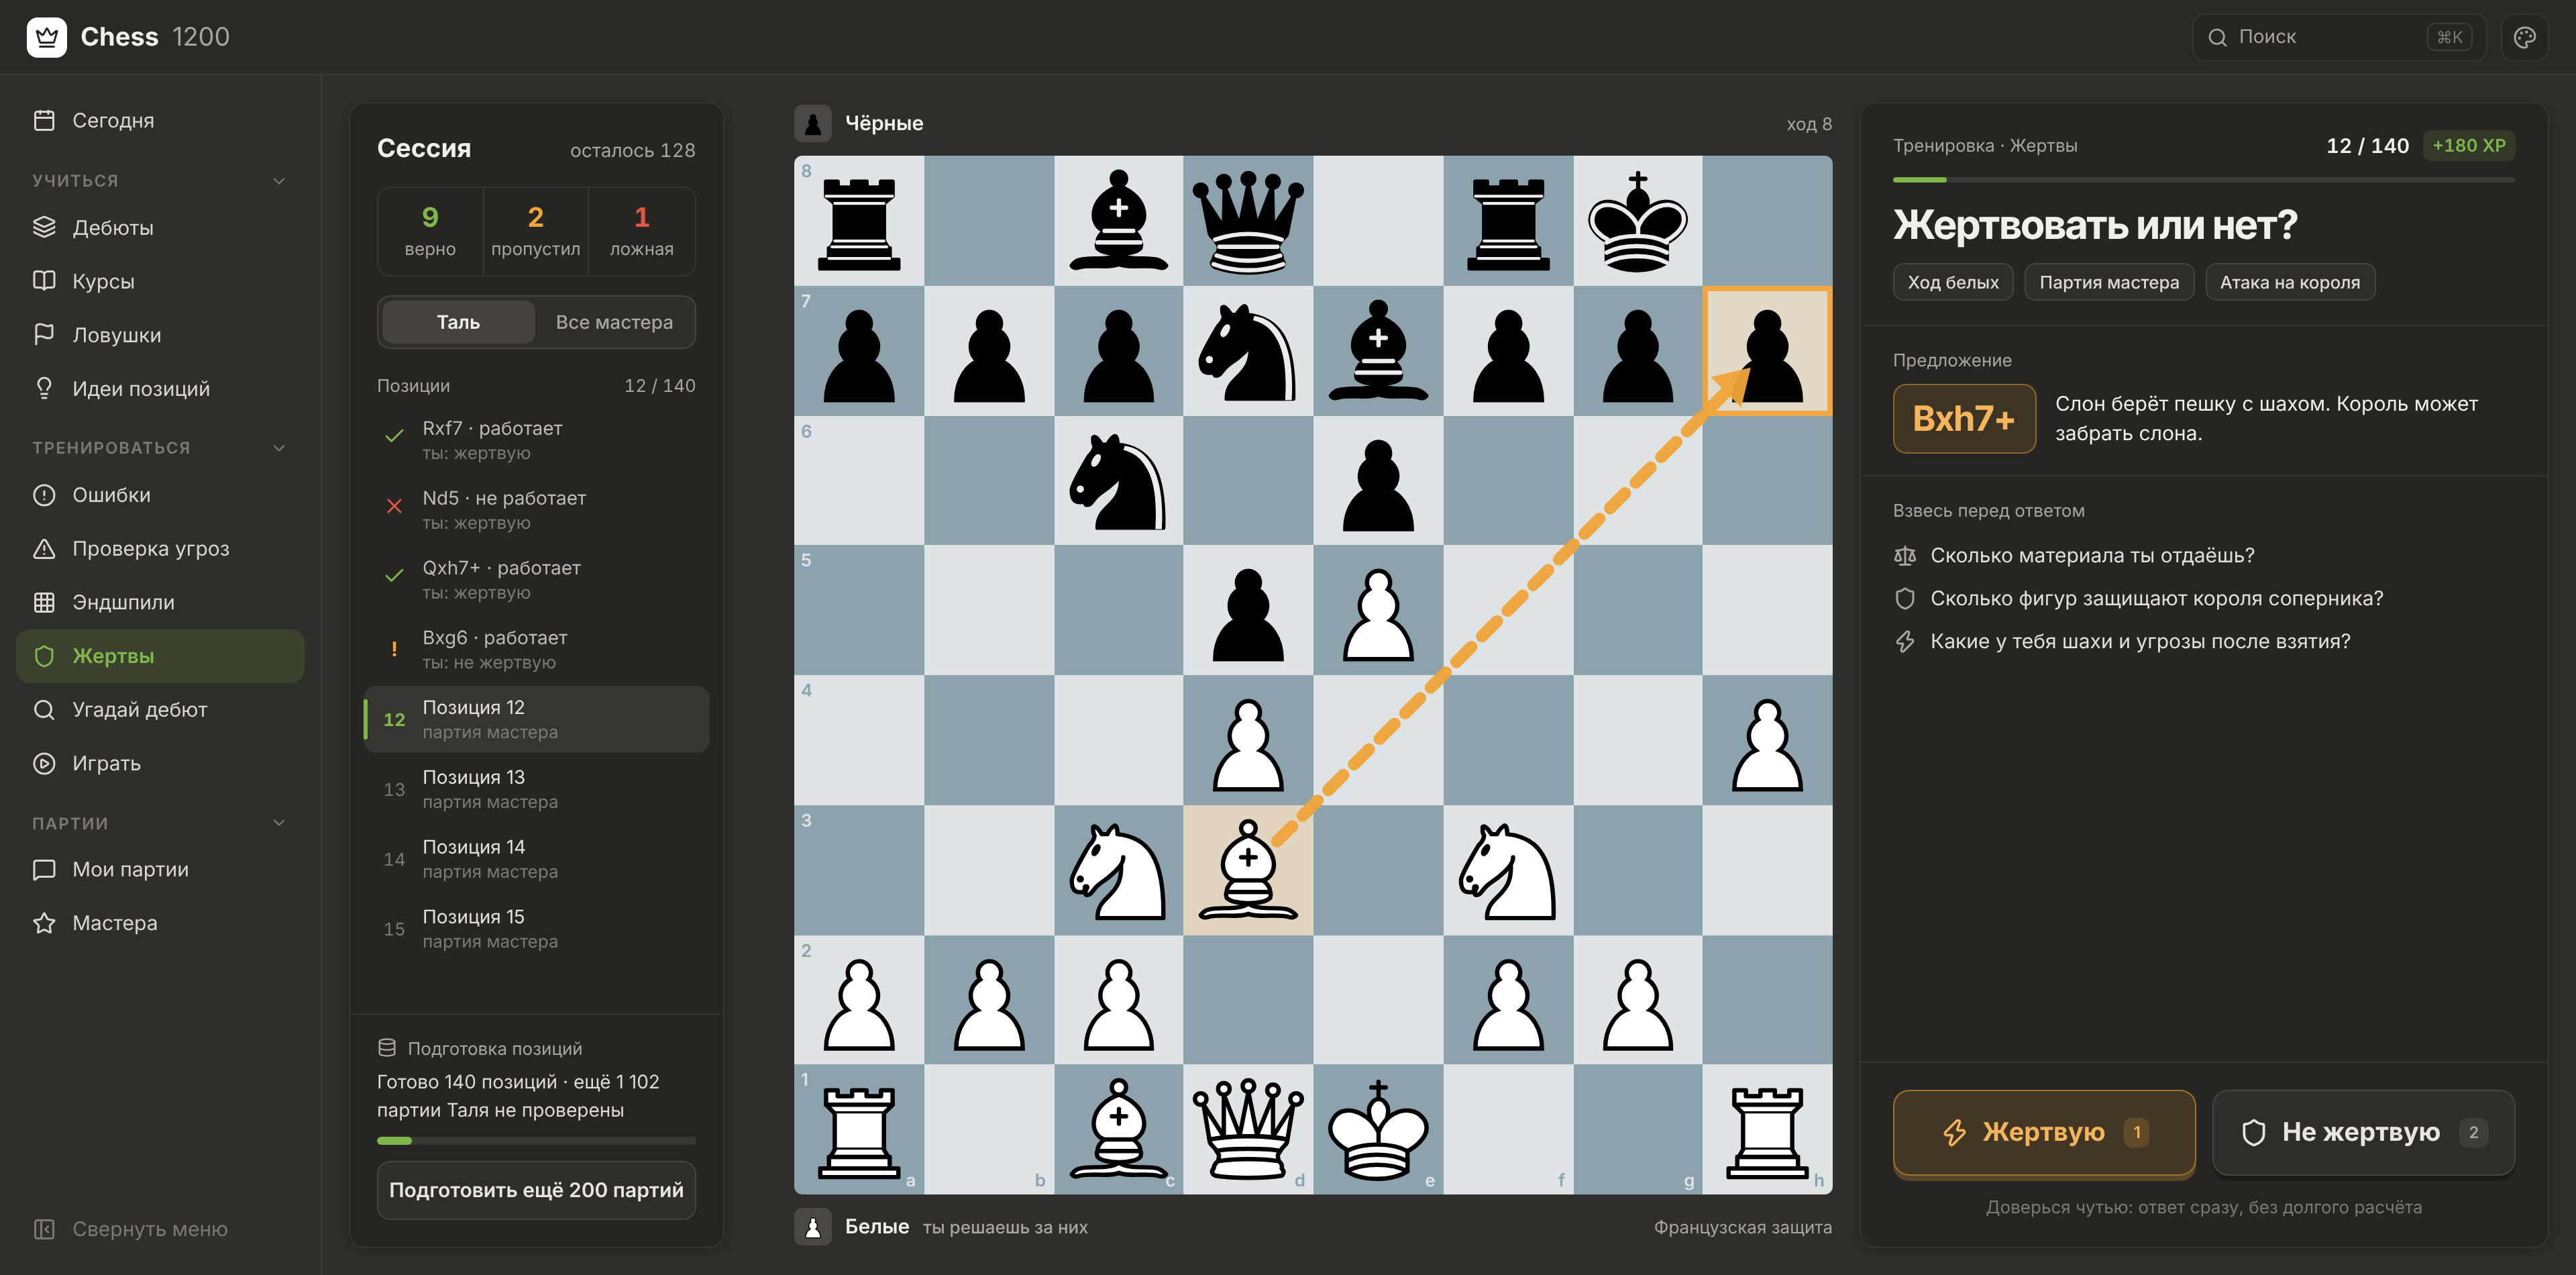 Chess 1200
Поиск ⌘K
Сегодня
УЧИТЬСЯ
Дебюты
Курсы
Ловушки
Идеи позиций
ТРЕНИРОВАТЬСЯ
Ошибки
Проверка угроз
Эндшпили
Жертвы
Угадай дебют
Играть
ПАРТИИ
Мои партии
Мастера
Свернуть меню
Сессия осталось 128
9 2 1
верно пропустил ложная
Таль Все мастера
Позиции 12 / 140
Rxf7 · работает
ты: жертвую
Nd5 · не работает
ты: жертвую
Qxh7+ · работает
ты: жертвую
! Bxg6 · работает
ты: не жертвую
12 Позиция 12
партия мастера
13 Позиция 13
партия мастера
14 Позиция 14
партия мастера
15 Позиция 15
партия мастера
Подготовка позиций
Готово 140 позиций · ещё 1 102
партии Таля не проверены
Подготовить ещё 200 партий
Чёрные ход 8
8
7
6
5
4
3
2
1
a b c d e f g h
Белые ты решаешь за них Французская защита
Тренировка · Жертвы 12 / 140 +180 XP
Жертвовать или нет?
Ход белых Партия мастера Атака на короля
Предложение
Bxh7+
Слон берёт пешку с шахом. Король может
забрать слона.
Взвесь перед ответом
Сколько материала ты отдаёшь?
Сколько фигур защищают короля соперника?
Какие у тебя шахи и угрозы после взятия?
Жертвую 1 Не жертвую 2
Доверься чутью: ответ сразу, без долгого расчёта